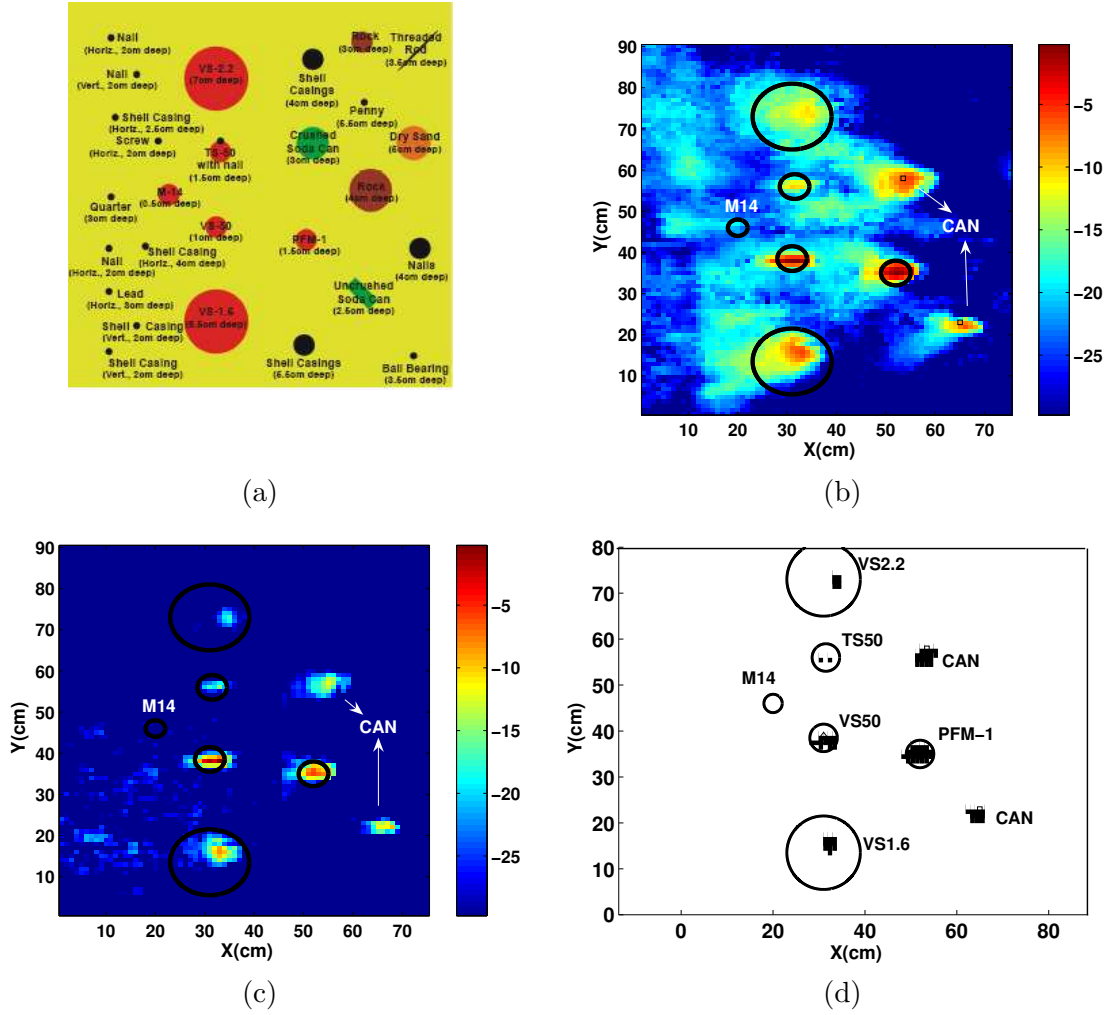 Nail
(Horiz., 2cm deep)
Nail
(Vert., 2cm deep)
Shell Casing
(Horiz., 2.5cm deep)
Screw
(Horiz., 2cm deep)
VS-2.2
(7cm deep)
TS-50
with nail
(1.5cm deep)
M-14
(0.5cm deep)
Quarter
(3cm deep)
VS-50
(1cm deep)
Nail
(Horiz., 2cm deep)
Shell Casing
(Horiz., 4cm deep)
Lead
(Horiz., 3cm deep)
Shell Casing
(Vert., 2cm deep)
Shell Casing
(Vert., 2cm deep)
VS-1.6
(5.5cm deep)
Shell
Casings
(4cm deep)
Rock
(3cm deep)
Threaded
Rod
(3.5cm deep)
Penny
(5.5cm deep)
Crushed
Soda Can
(3cm deep)
Dry Sand
(5cm deep)
Rock
(4cm deep)
PFM-1
(1.5cm deep)
Nails
(4cm deep)
Uncrushed
Soda Can
(2.5cm deep)
Shell Casings
(5.5cm deep)
Ball Bearing
(3.5cm deep)
(a)
90
80
70
60
50
40
30
20
10
Y(cm)
10 20 30 40 50 60 70
X(cm)
M14
CAN
−5
−10
−15
−20
−25
(b)
90
80
70
60
50
40
30
20
10
Y(cm)
10 20 30 40 50 60 70
X(cm)
M14
CAN
−5
−10
−15
−20
−25
(c)
80
70
60
50
40
30
20
10
0
Y(cm)
0 20 40 60 80
X(cm)
VS2.2
TS50
CAN
M14
VS50
PFM−1
CAN
VS1.6
(d)